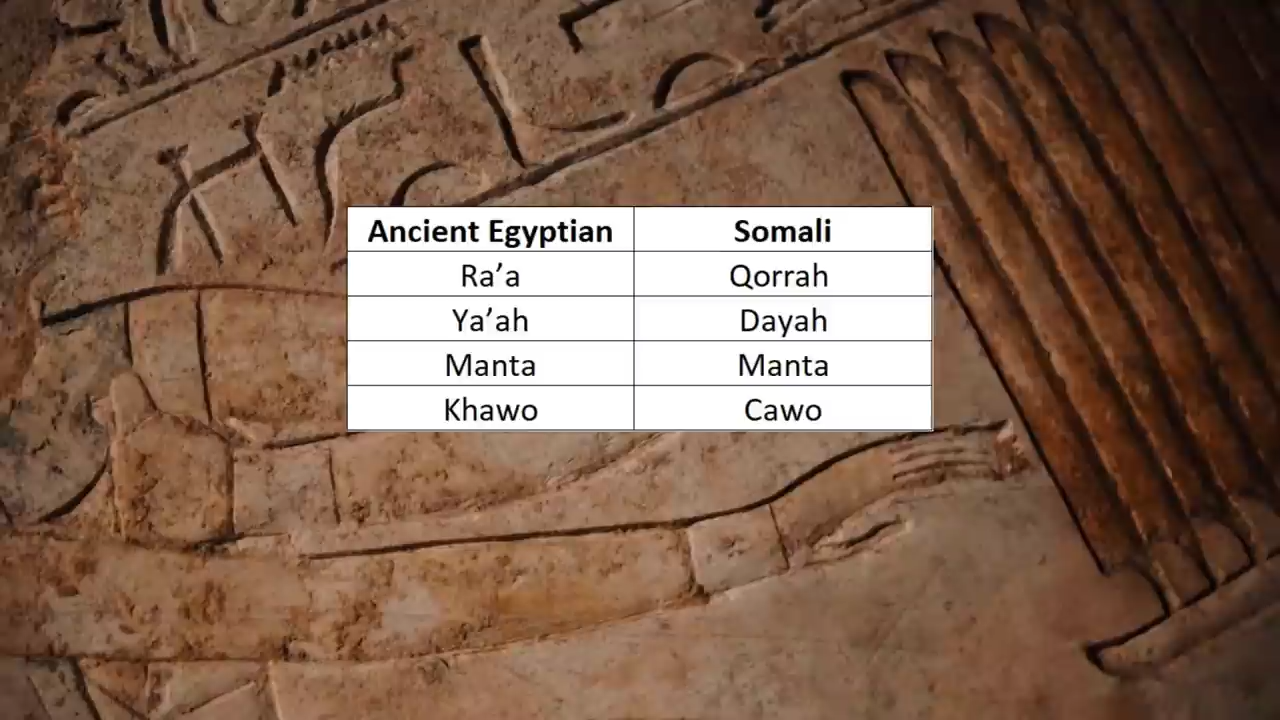 Ancient Egyptian Somali
Ra’a Qorrah
Ya’ah Dayah
Manta Manta
Khawo Cawo